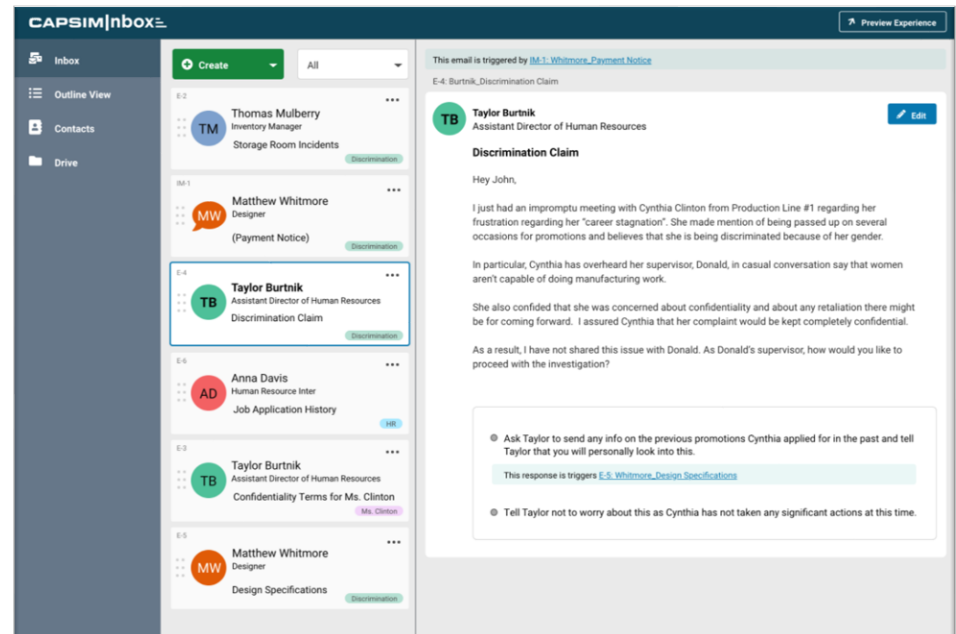 CAPSIM|nbox
Preview Experience
Inbox
Outline View
Contacts
Drive
Create
All
E-2
TM
Thomas Mulberry
Inventory Manager
Storage Room Incidents
Discrimination
IM-1
MW
Matthew Whitmore
Designer
(Payment Notice)
Discrimination
E-4
TB
Taylor Burtnik
Assistant Director of Human Resources
Discrimination Claim
Discrimination
E-6
AD
Anna Davis
Human Resource Inter
Job Application History
HR
E-3
TB
Taylor Burtnik
Assistant Director of Human Resources
Confidentiality Terms for Ms. Clinton
Ms. Clinton
E-5
MW
Matthew Whitmore
Designer
Design Specifications
Discrimination
This email is triggered by IM-1: Whitmore_Payment Notice
E-4: Burtnik_Discrimination Claim
TB
Taylor Burtnik
Assistant Director of Human Resources
Edit
Discrimination Claim
Hey John,
I just had an impromptu meeting with Cynthia Clinton from Production Line #1 regarding her
frustration regarding her "career stagnation". She made mention of being passed up on several
occasions for promotions and believes that she is being discriminated because of her gender.
In particular, Cynthia has overheard her supervisor, Donald, in casual conversation say that women
aren't capable of doing manufacturing work.
She also confided that she was concerned about confidentiality and about any retaliation there might
be for coming forward. I assured Cynthia that her complaint would be kept completely confidential.
As a result, I have not shared this issue with Donald. As Donald's supervisor, how would you like to
proceed with the investigation?
Ask Taylor to send any info on the previous promotions Cynthia applied for in the past and tell
Taylor that you will personally look into this.
This response is triggers E-5: Whitmore_Design Specifications
Tell Taylor not to worry about this as Cynthia has not taken any significant actions at this time.